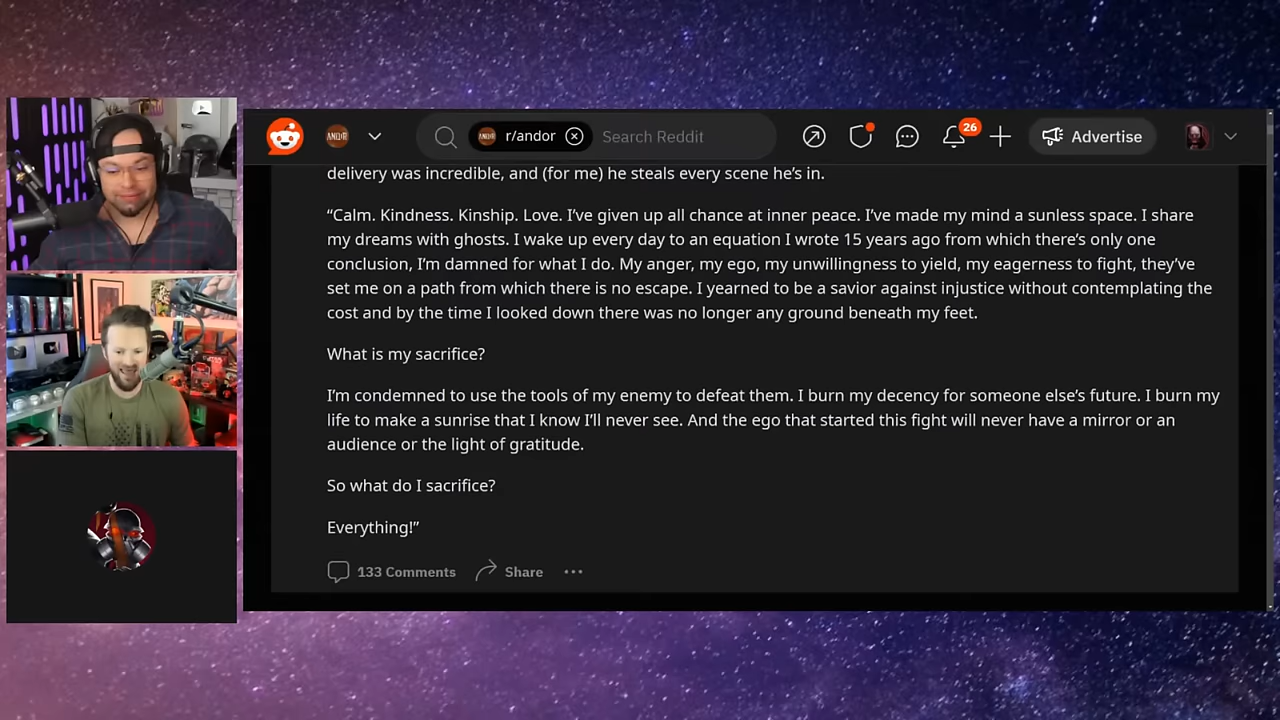 ANDOR
r/andor
Search Reddit
26
Advertise
delivery was incredible, and (for me) he steals every scene he’s in.
“Calm. Kindness. Kinship. Love. I’ve given up all chance at inner peace. I’ve made my mind a sunless space. I share
my dreams with ghosts. I wake up every day to an equation I wrote 15 years ago from which there’s only one
conclusion, I’m damned for what I do. My anger, my ego, my unwillingness to yield, my eagerness to fight, they’ve
set me on a path from which there is no escape. I yearned to be a savior against injustice without contemplating the
cost and by the time I looked down there was no longer any ground beneath my feet.
What is my sacrifice?
I’m condemned to use the tools of my enemy to defeat them. I burn my decency for someone else’s future. I burn my
life to make a sunrise that I know I’ll never see. And the ego that started this fight will never have a mirror or an
audience or the light of gratitude.
So what do I sacrifice?
Everything!”
133 Comments
Share